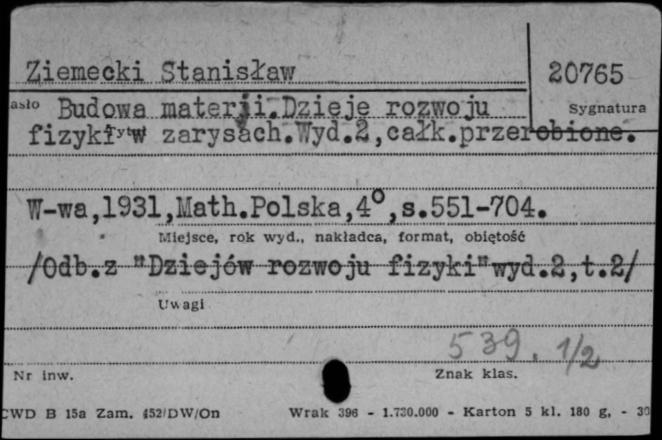 Ziemecki Stanisław
20765
asło Budowa materji.Dzieje rozwoju
Sygnatura
fizyki w zarysach.Wyd.2,całk.przerobione.
W-wa,1931,Math.Polska,4°,s.551-704.
Miejsce, rok wyd., nakładca, format, obiętość
/Odb.z "Dziejów rozwoju fizyki"wyd.2,t.2/
Uwagi
539. 1/2
Nr inw.
Znak klas.
CWD B 15a Zam. 452/DW/On Wrak 396 - 1.730.000 - Karton 5 kl. 180 g, - 30